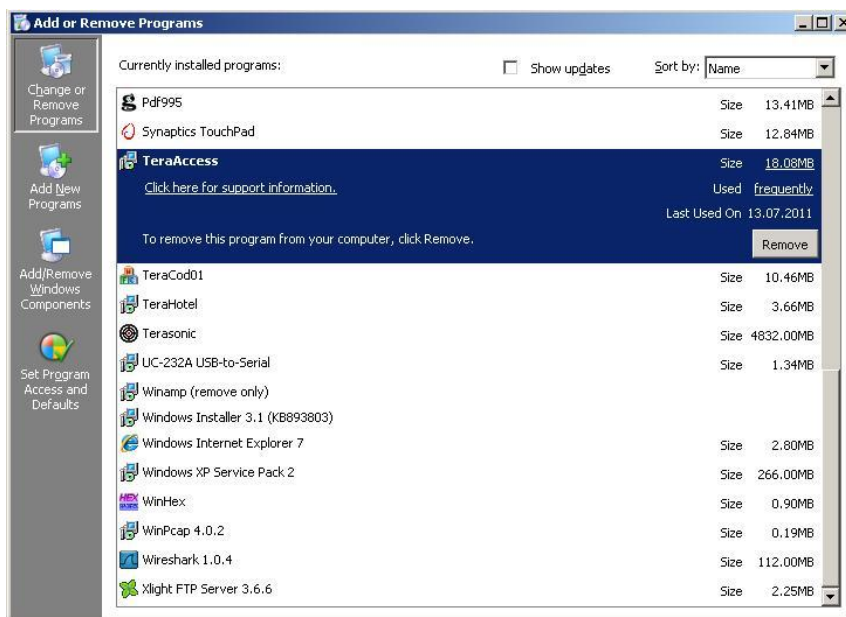 Add or Remove Programs
Change or
Remove
Programs
Add New
Programs
Add/Remove
Windows
Components
Set Program
Access and
Defaults
Currently installed programs:
Show updates
Sort by: Name
Pdf995 Size 13.41MB
Synaptics TouchPad Size 12.84MB
TeraAccess Size 18.08MB
Click here for support information. Used frequently
Last Used On 13.07.2011
To remove this program from your computer, click Remove. Remove
TeraCod01 Size 10.46MB
TeraHotel Size 3.66MB
Terasonic Size 4832.00MB
UC-232A USB-to-Serial Size 1.34MB
Winamp (remove only)
Windows Installer 3.1 (KB893803)
Windows Internet Explorer 7 Size 2.80MB
Windows XP Service Pack 2 Size 266.00MB
WinHex Size 0.90MB
WinPcap 4.0.2 Size 0.19MB
Wireshark 1.0.4 Size 112.00MB
Xlight FTP Server 3.6.6 Size 2.25MB